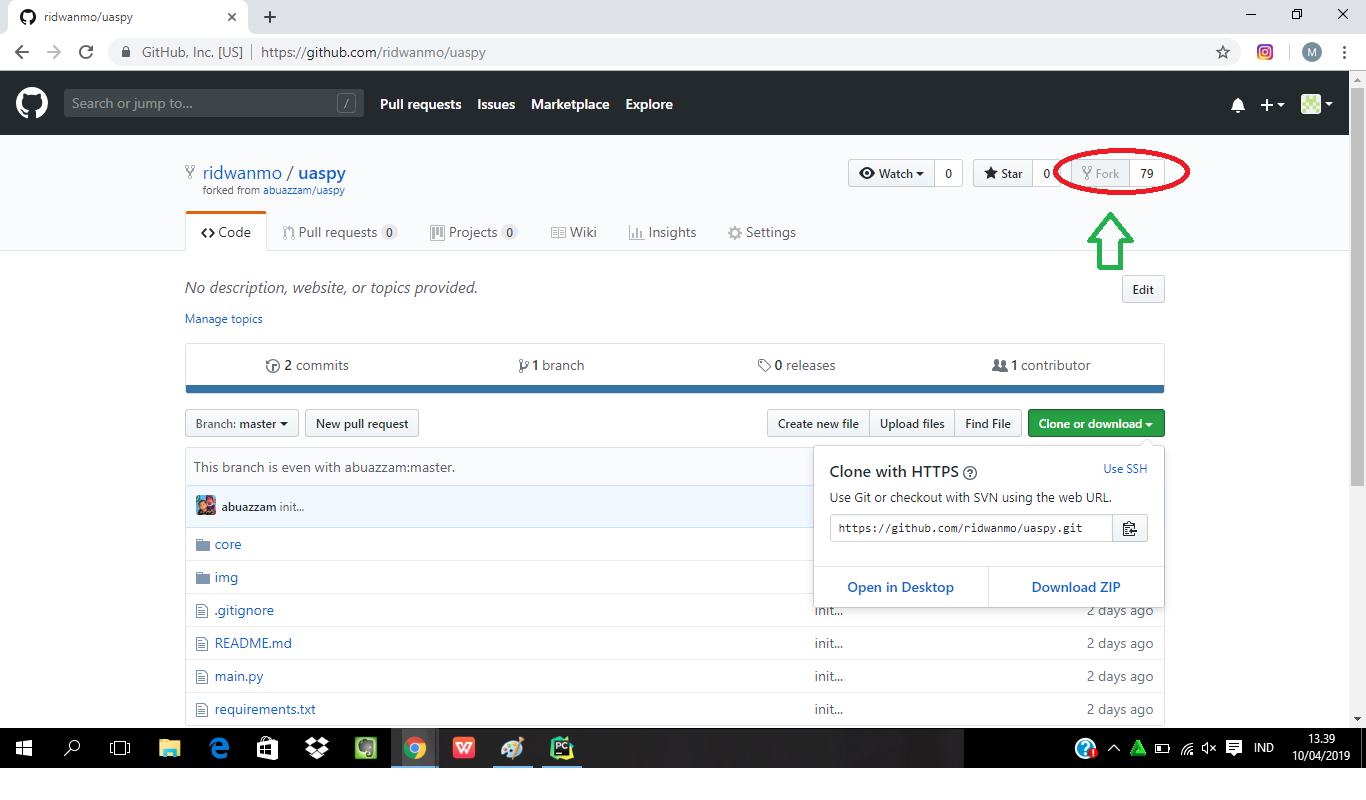 ridwanmo/uaspy
GitHub, Inc. [US] https://github.com/ridwanmo/uaspy
M
Search or jump to... /
Pull requests Issues Marketplace Explore
ridwanmo / uaspy
forked from abuazzam/uaspy
Watch 0 Star 0 Fork 79
Code Pull requests 0 Projects 0 Wiki Insights Settings
No description, website, or topics provided.
Edit
Manage topics
2 commits 1 branch 0 releases 1 contributor
Branch: master New pull request Create new file Upload files Find File Clone or download
This branch is even with abuazzam:master.
abuazzam init...
Clone with HTTPS ? Use SSH
Use Git or checkout with SVN using the web URL.
https://github.com/ridwanmo/uaspy.git
Open in Desktop Download ZIP
core
img
.gitignore init... 2 days ago
README.md init... 2 days ago
main.py init... 2 days ago
requirements.txt init... 2 days ago
W PC IND 13.39
10/04/2019